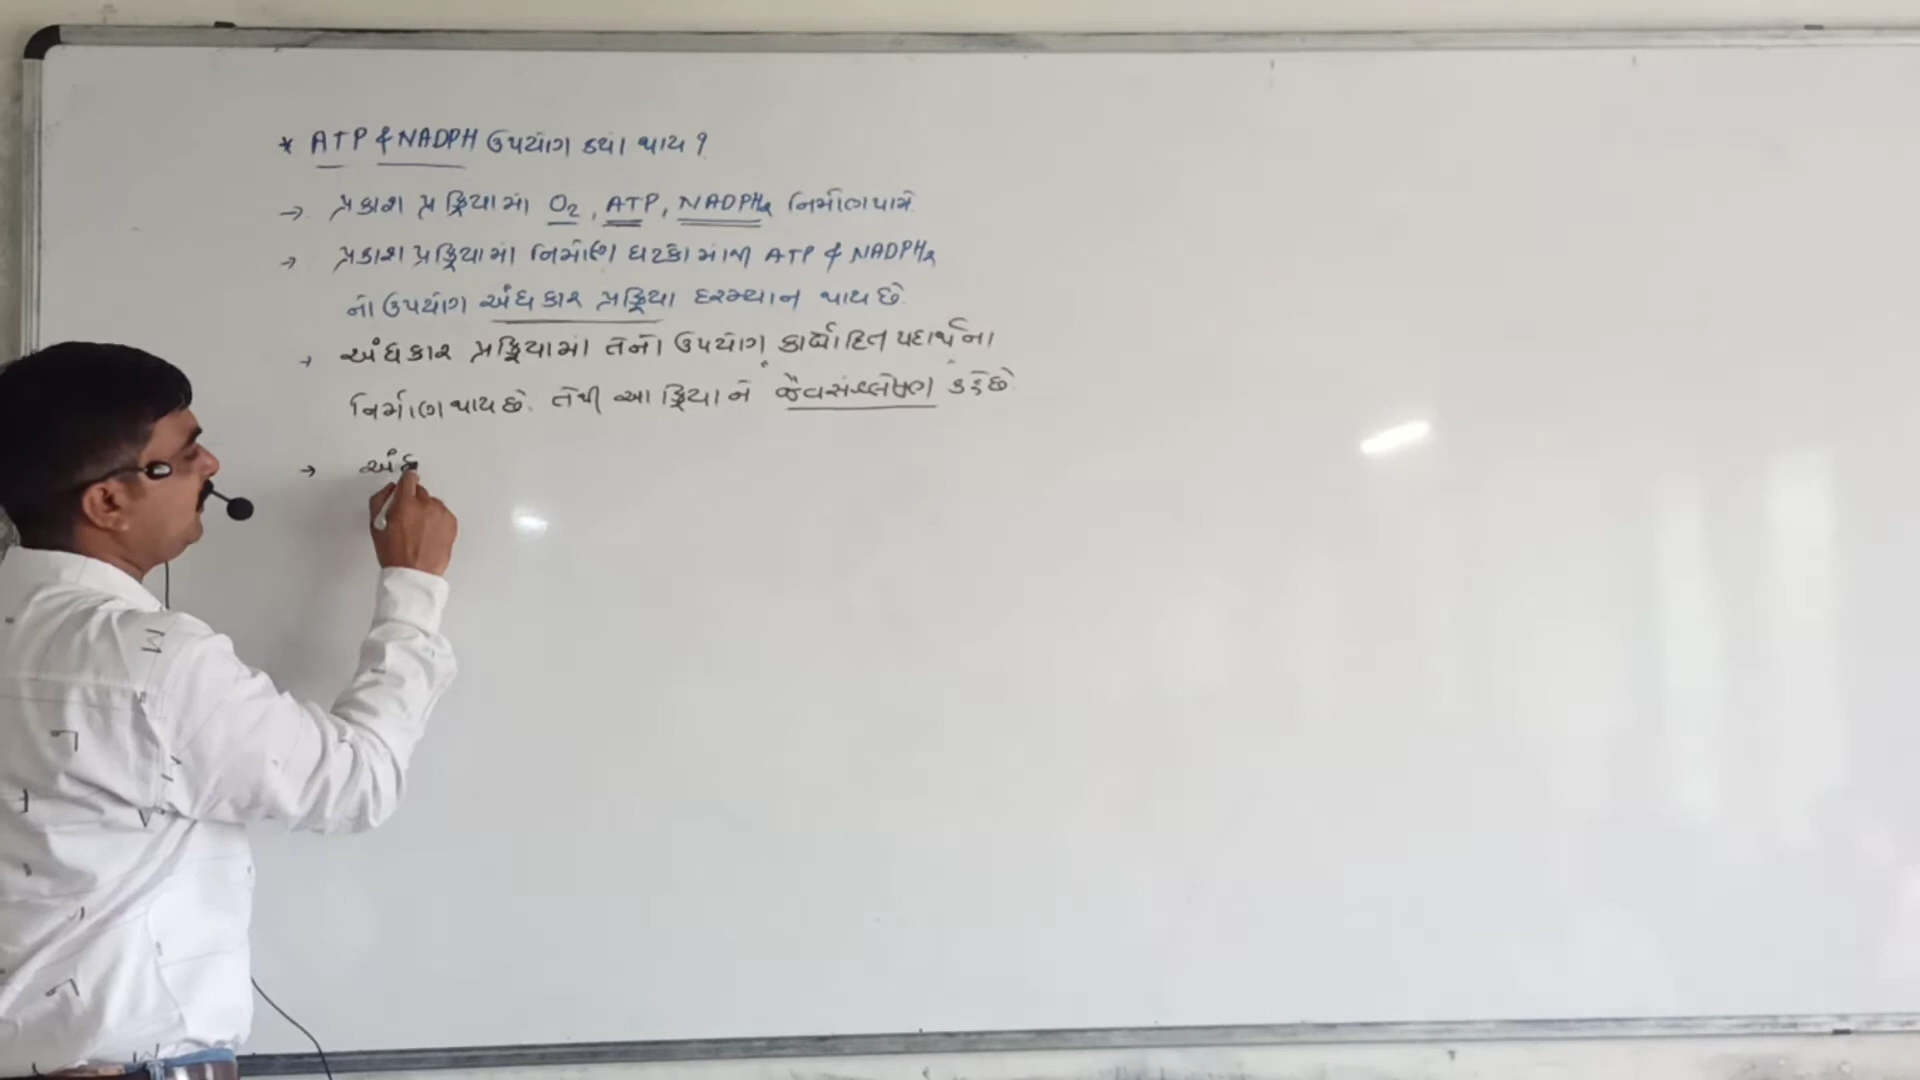 * ATP & NADPH ઉપયોગ કયાં થાય ?
→ પ્રકાશ પ્રક્રિયામાં O2, ATP, NADPH2 નિર્માણ પામે
→ પ્રકાશ પ્રક્રિયામાં નિર્માણ ઘટકોમાંથી ATP & NADPH2
નો ઉપયોગ અંધકાર પ્રક્રિયા દરમ્યાન થાય છે.
→ અંધકાર પ્રક્રિયામાં તેનો ઉપયોગ કાર્બોદિત પદાર્થના
નિર્માણ થાય છે. તેથી આ ક્રિયાને જૈવસંશ્લેષણ કહે છે.
→ અંધ